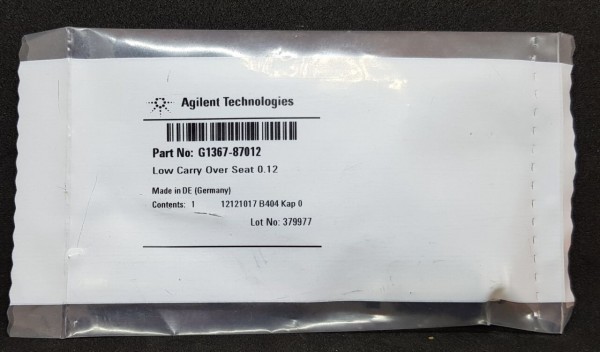 Agilent Technologies
Part No: G1367-87012
Low Carry Over Seat 0.12
Made in DE (Germany)
Contents: 1 12121017 B404 Kap 0
Lot No: 379977